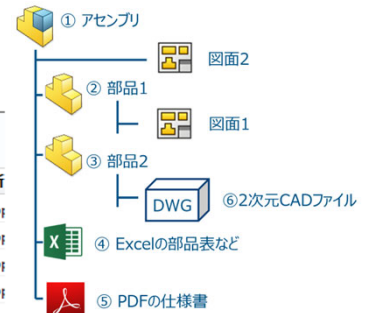 ① アセンブリ
図面2
② 部品1
図面1
③ 部品2
DWG
⑥2次元CADファイル
④ Excelの部品表など
⑤ PDFの仕様書